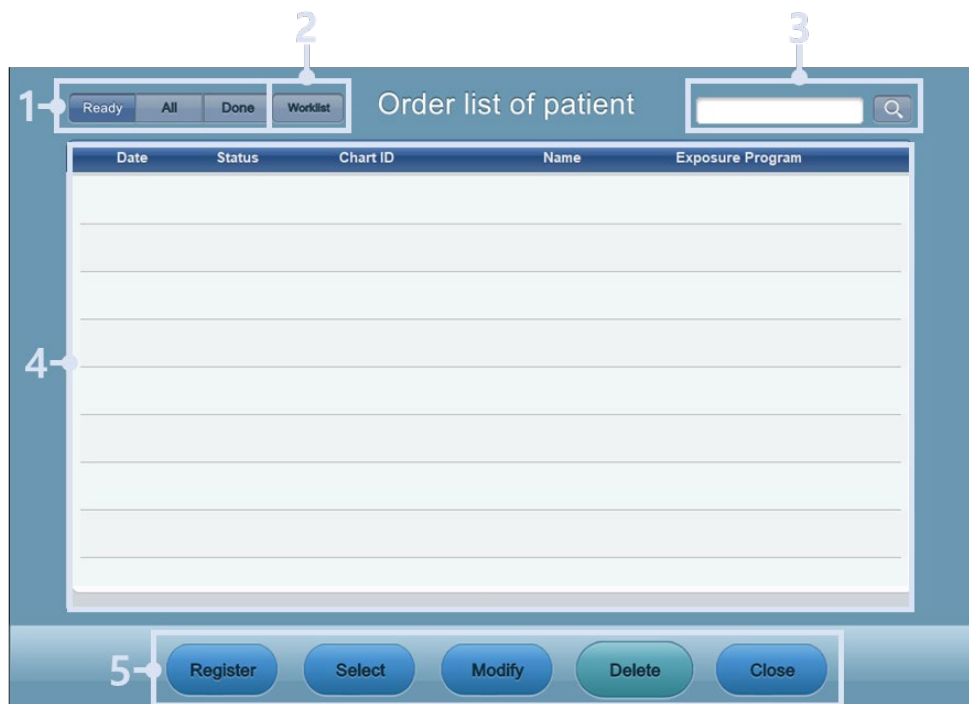 2 3
1 Ready All Done Worklist Order list of patient
Date Status Chart ID Name Exposure Program
4
5 Register Select Modify Delete Close